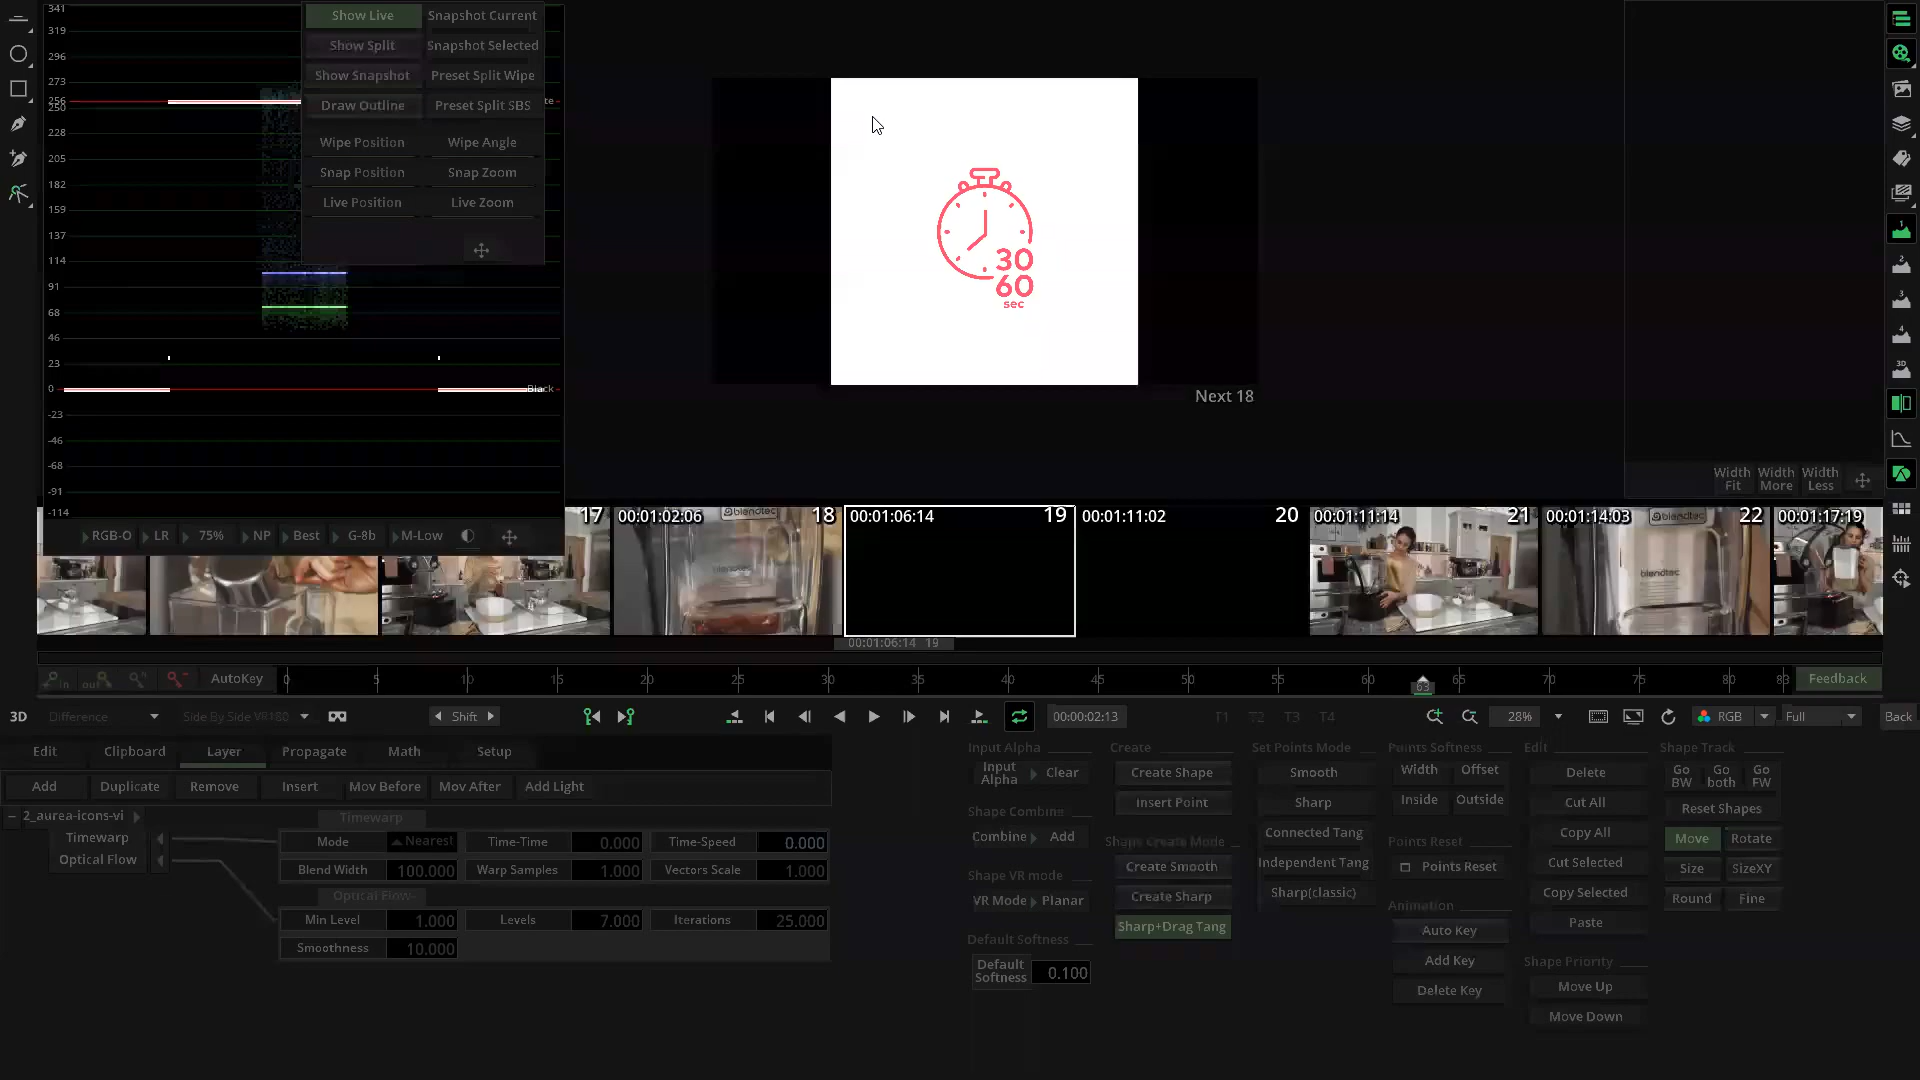 341
319
296
273
256
250
228
205
182
159
137
114
91
68
46
23
0
-23
-46
-68
-91
-114
Black
Show Live
Snapshot Current
Show Split
Snapshot Selected
Show Snapshot
Preset Split Wipe
Draw Outline
Preset Split SBS
Wipe Position
Wipe Angle
Snap Position
Snap Zoom
Live Position
Live Zoom
30
60
sec
Next 18
1
2
3
4
3D
Width Fit
Width More
Width Less
RGB-O
LR
75%
NP
Best
G-8b
M-Low
17
00:01:02:06
18
00:01:06:14
19
00:01:11:02
20
00:01:11:14
21
00:01:14:03
22
00:01:17:19
blendtec
blendtec
00:01:06:14 19
in
out
AutoKey
0
5
10
15
20
25
30
35
40
45
50
55
60
63
65
70
75
80
83
Feedback
3D
Difference
Side By Side VR180
Shift
00:00:02:13
T1
T2
T3
T4
28%
RGB
Full
Back
Edit
Clipboard
Layer
Propagate
Math
Setup
Add
Duplicate
Remove
Insert
Mov Before
Mov After
Add Light
2_aurea-icons-vi
Timewarp
Optical Flow
Timewarp
Mode
Nearest
Time-Time
0.000
Time-Speed
0.000
Blend Width
100.000
Warp Samples
1.000
Vectors Scale
1.000
Optical Flow
Min Level
1.000
Levels
7.000
Iterations
25.000
Smoothness
10.000
Input Alpha
Input Alpha
Clear
Shape Combine
Combine
Add
Shape VR mode
VR Mode
Planar
Default Softness
Default Softness
0.100
Create
Create Shape
Insert Point
Shape Create Mode
Create Smooth
Create Sharp
Sharp+Drag Tang
Set Points Mode
Smooth
Sharp
Connected Tang
Independent Tang
Sharp(classic)
Points Softness
Width
Offset
Inside
Outside
Points Reset
Points Reset
Animation
Auto Key
Add Key
Delete Key
Edit
Delete
Cut All
Copy All
Cut Selected
Copy Selected
Paste
Shape Priority
Move Up
Move Down
Shape Track
Go BW
Go both
Go FW
Reset Shapes
Move
Rotate
Size
SizeXY
Round
Fine